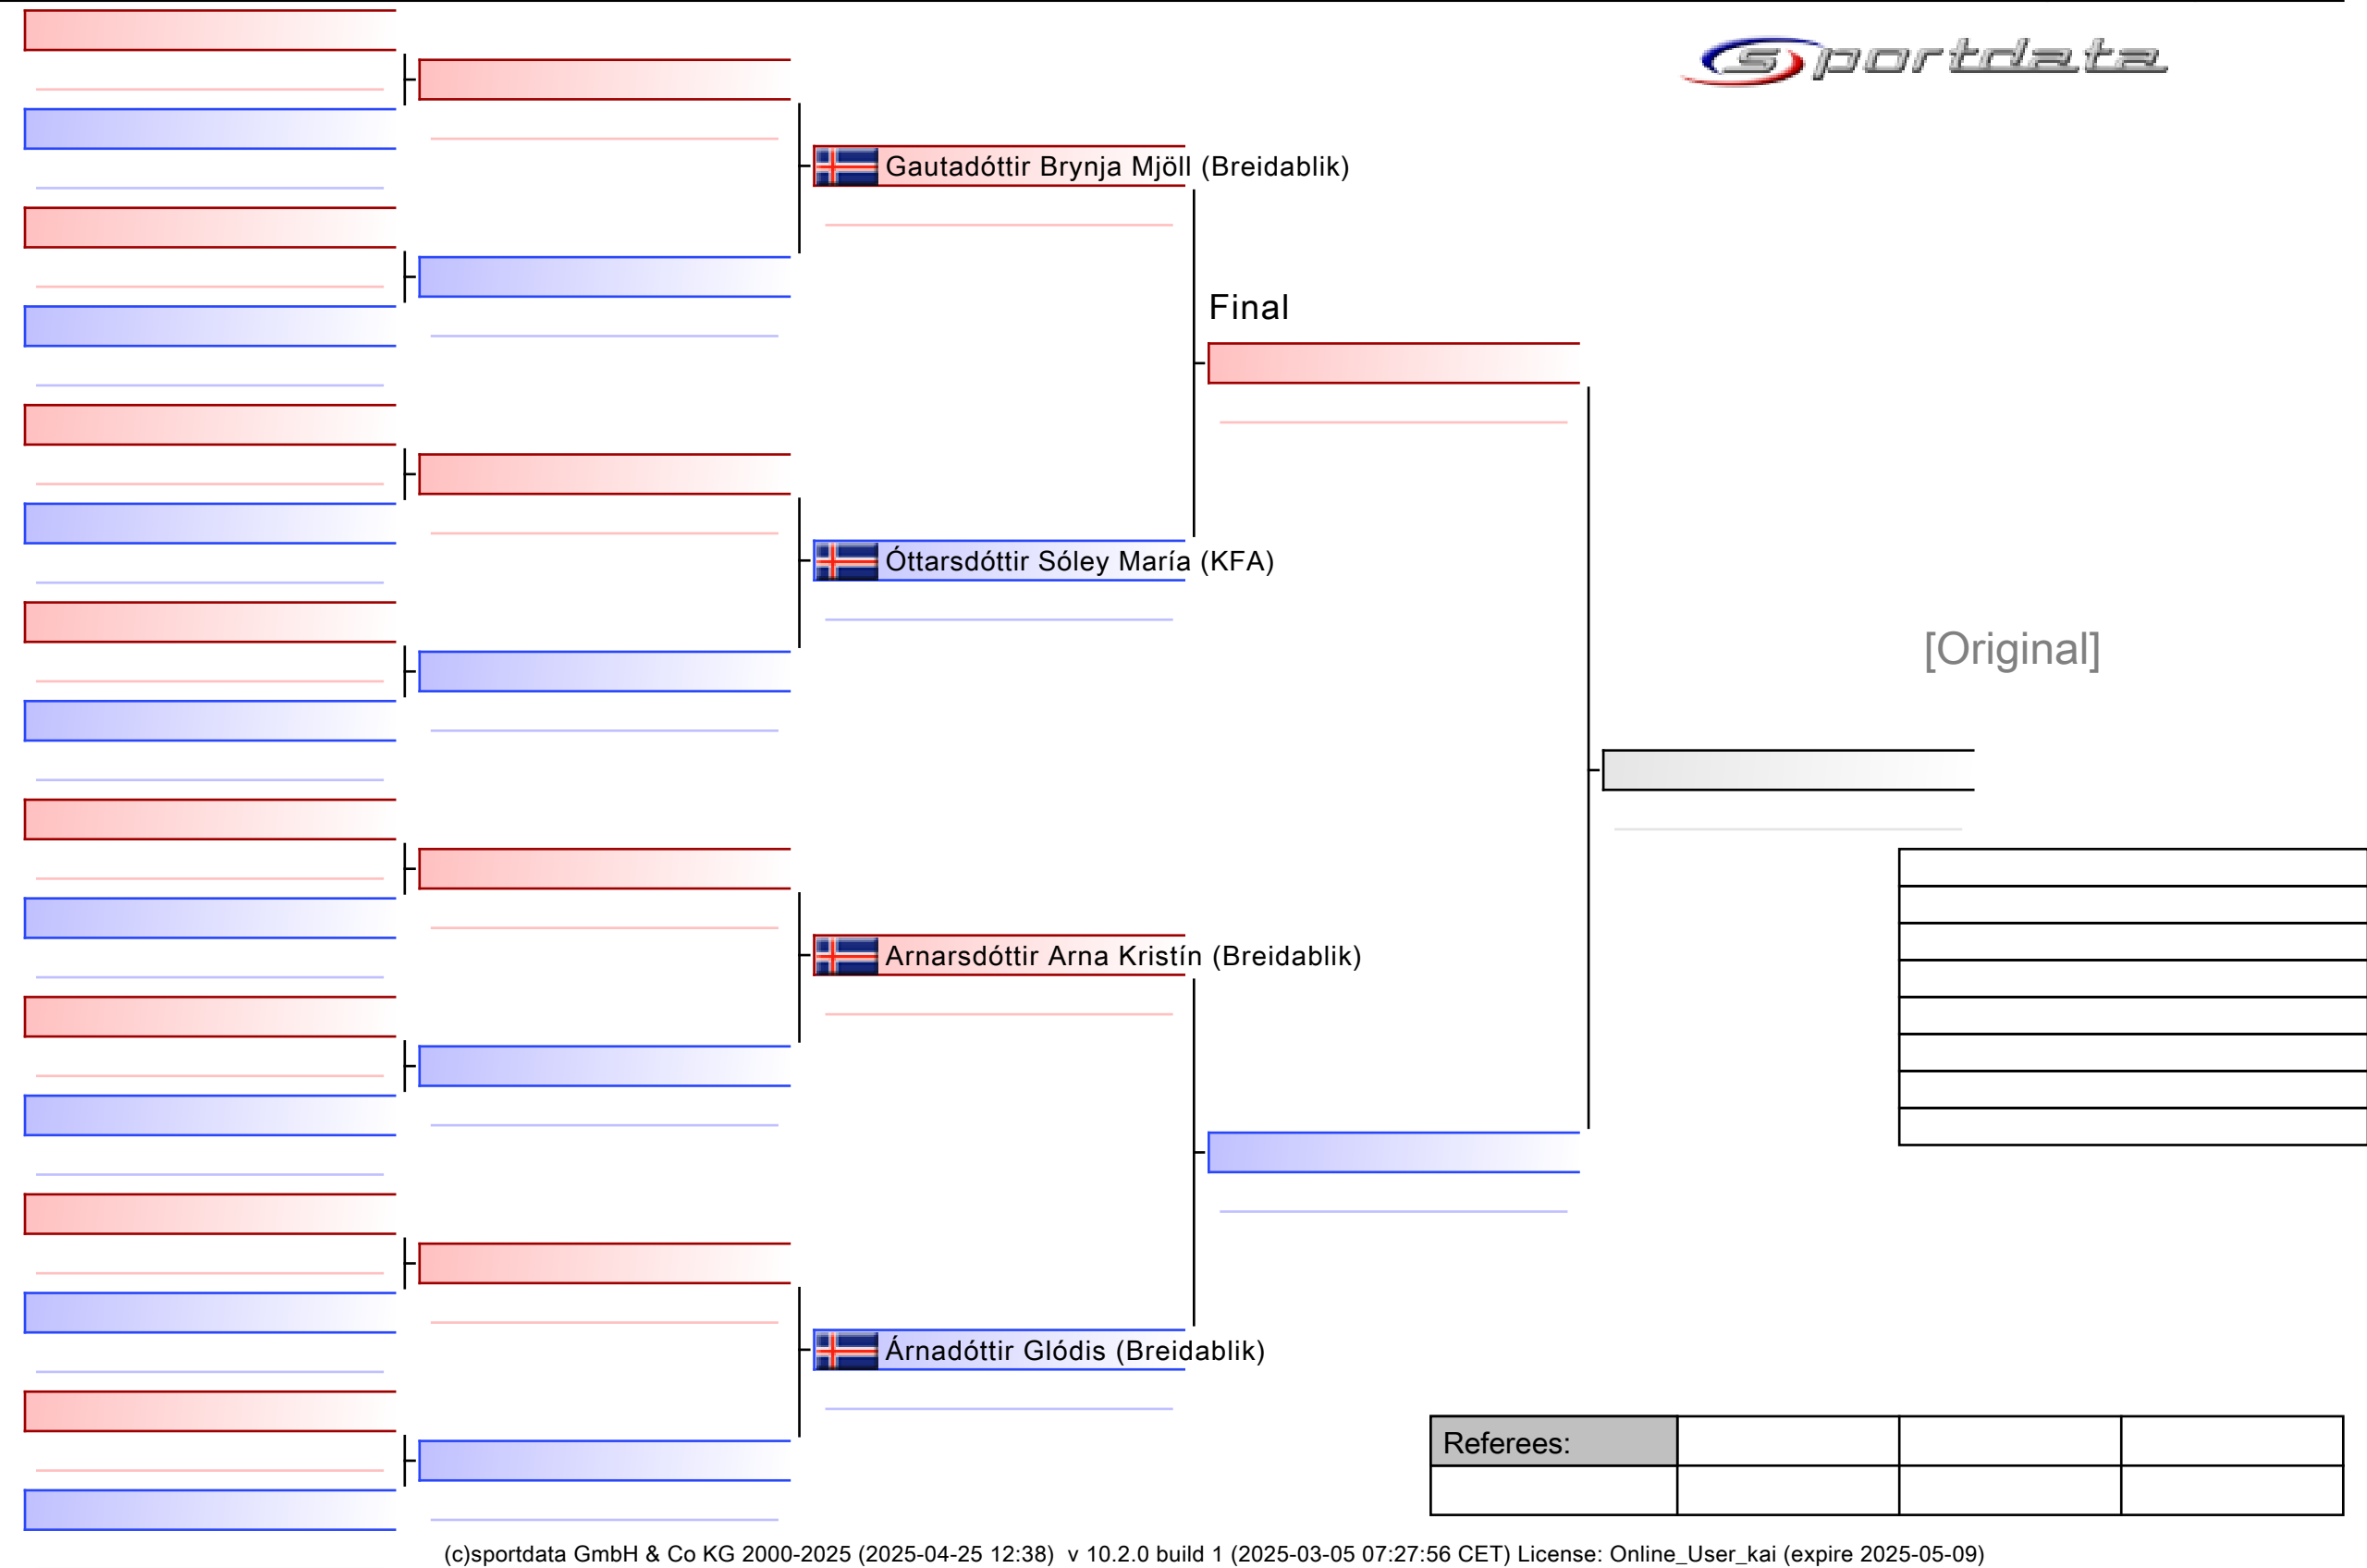 sportdata
Gautadóttir Brynja Mjöll (Breidablik)
Final
Óttarsdóttir Sóley María (KFA)
[Original]
Arnarsdóttir Arna Kristín (Breidablik)
Árnadóttir Glódis (Breidablik)
Referees:
(c)sportdata GmbH & Co KG 2000-2025 (2025-04-25 12:38) v 10.2.0 build 1 (2025-03-05 07:27:56 CET) License: Online_User_kai (expire 2025-05-09)